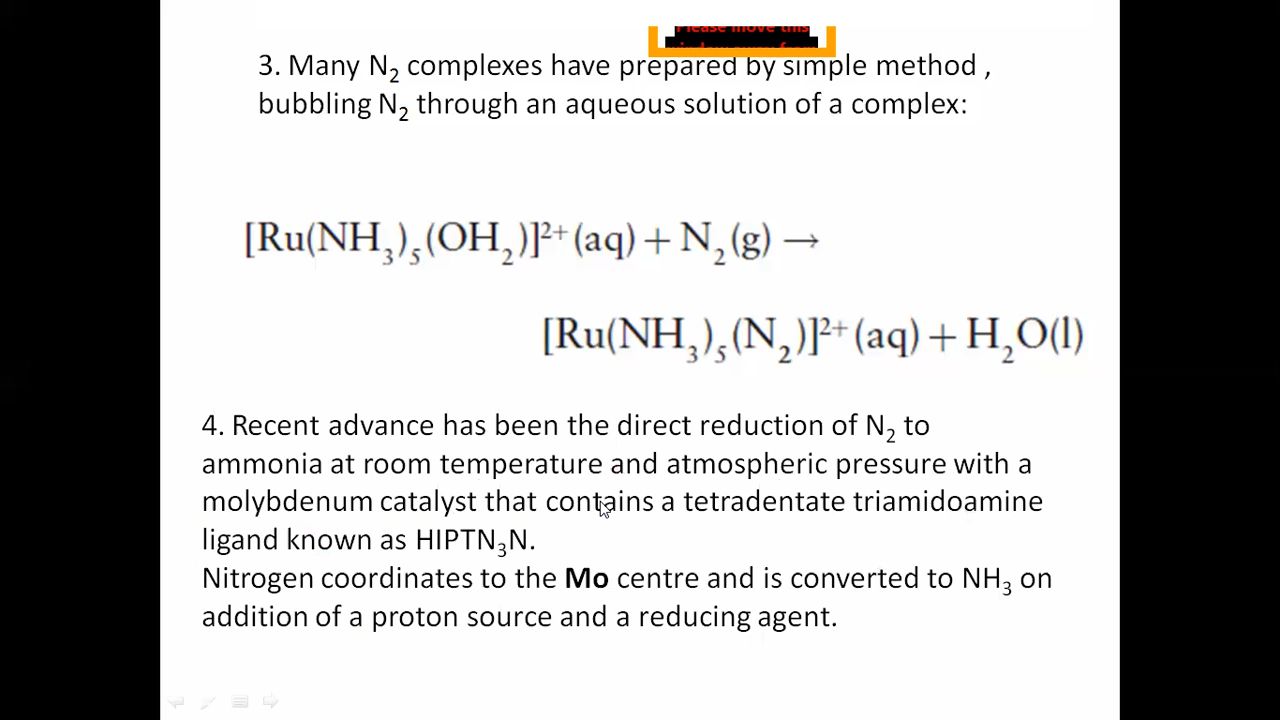 Please move this
3. Many N₂ complexes have prepared by simple method ,
bubbling N₂ through an aqueous solution of a complex:
[Ru(NH₃)₅(OH₂)]²⁺(aq) + N₂(g) →
[Ru(NH₃)₅(N₂)]²⁺(aq) + H₂O(l)
4. Recent advance has been the direct reduction of N₂ to
ammonia at room temperature and atmospheric pressure with a
molybdenum catalyst that contains a tetradentate triamidoamine
ligand known as HIPTN₃N.
Nitrogen coordinates to the Mo centre and is converted to NH₃ on
addition of a proton source and a reducing agent.